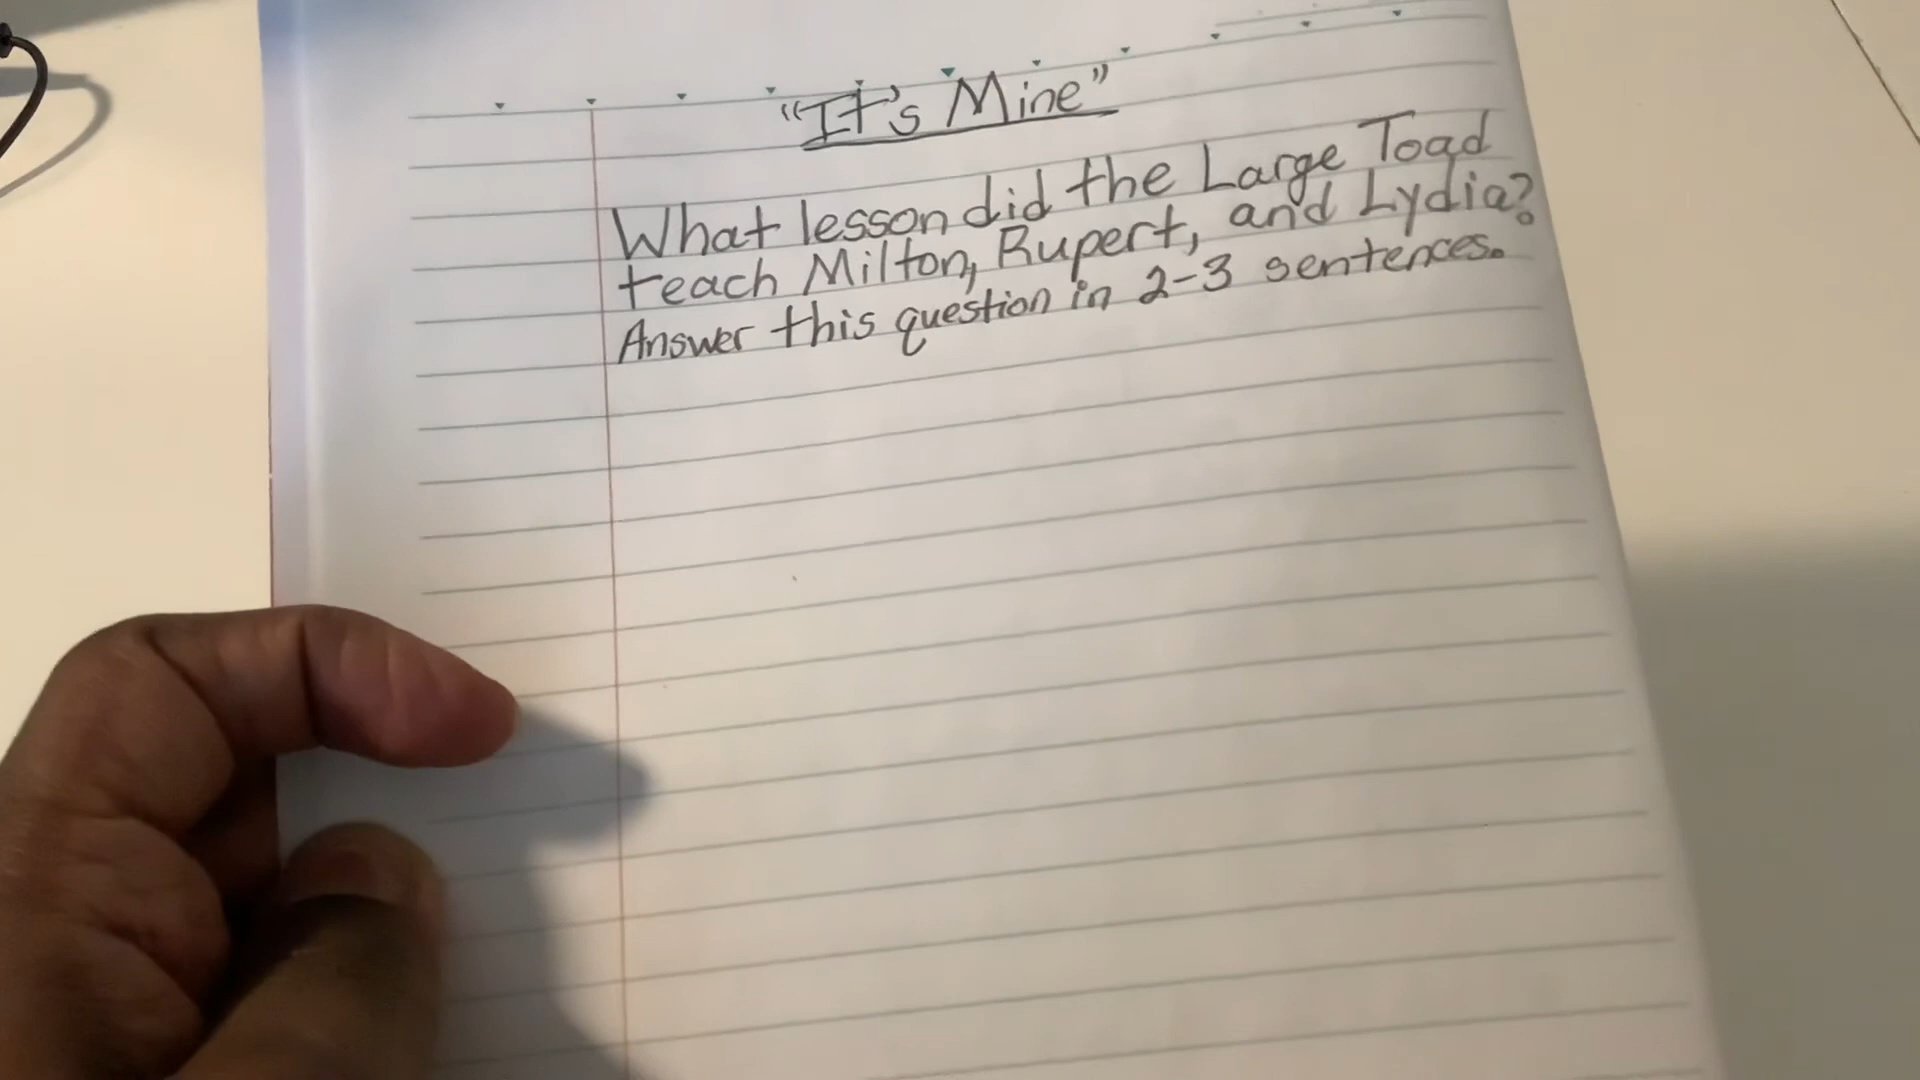 "It's Mine"
What lesson did the Large Toad
teach Milton, Rupert, and Lydia?
Answer this question in 2-3 sentences.